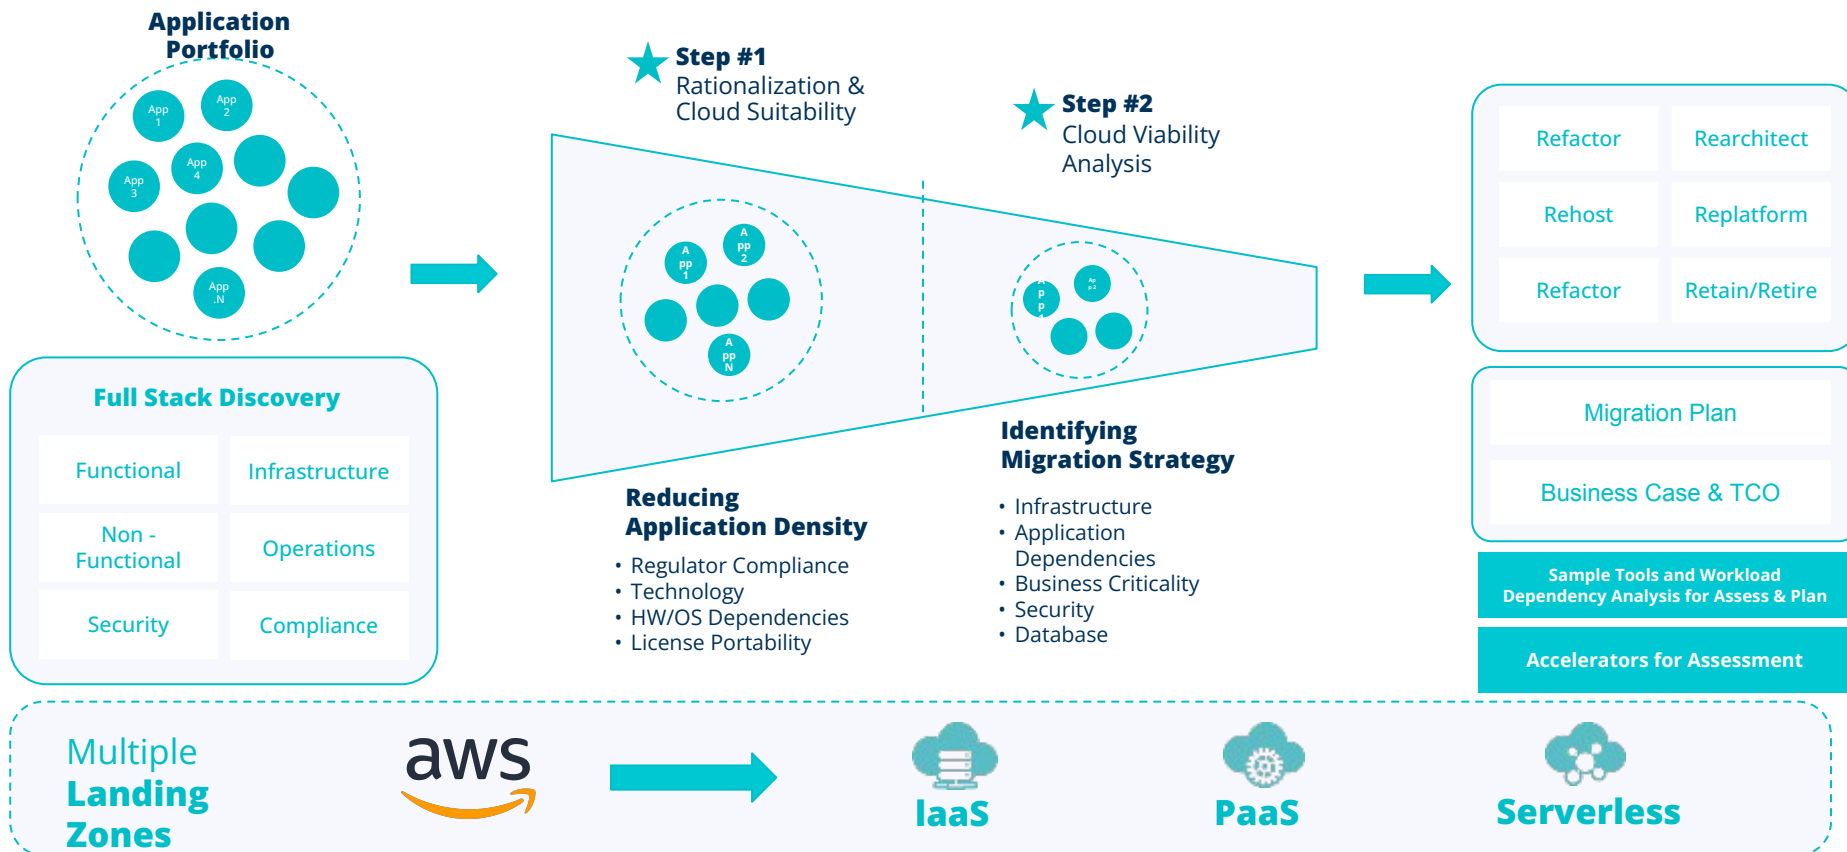 Application
Portfolio
App
1
App
2
App
3
App
4
App
.N
Full Stack Discovery
Functional
Infrastructure
Non -
Functional
Operations
Security
Compliance
Step #1
Rationalization &
Cloud Suitability
Step #2
Cloud Viability
Analysis
A
pp
1
A
pp
2
A
pp
N
A
p
p
Ap
p 2
Reducing
Application Density
• Regulator Compliance
• Technology
• HW/OS Dependencies
• License Portability
Identifying
Migration Strategy
• Infrastructure
• Application
Dependencies
• Business Criticality
• Security
• Database
Refactor
Rearchitect
Rehost
Replatform
Refactor
Retain/Retire
Migration Plan
Business Case & TCO
Sample Tools and Workload
Dependency Analysis for Assess & Plan
Accelerators for Assessment
Multiple
Landing
Zones
aws
IaaS
PaaS
Serverless